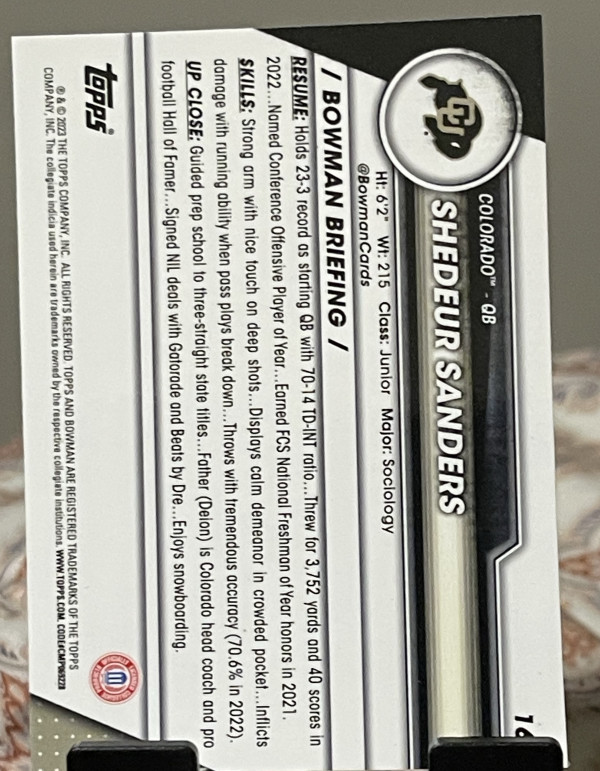 16
CU
COLORADO™ - QB
SHEDEUR SANDERS
Ht: 6'2" Wt: 215 Class: Junior Major: Sociology
@BowmanCards
/ BOWMAN BRIEFING /
RESUME: Holds 23-3 record as starting QB with 70-14 TD-INT ratio...Threw for 3,752 yards and 40 scores in
2022...Named Conference Offensive Player of Year...Earned FCS National Freshman of Year honors in 2021.
SKILLS: Strong arm with nice touch on deep shots...Displays calm demeanor in crowded pocket...Inflicts
damage with running ability when pass plays break down...Throws with tremendous accuracy (70.6% in 2022).
UP CLOSE: Guided prep school to three-straight state titles...Father (Deion) is Colorado head coach and pro
football Hall of Famer...Signed NIL deals with Gatorade and Beats by Dre...Enjoys snowboarding.
topps
® & © 2023 THE TOPPS COMPANY, INC. ALL RIGHTS RESERVED. TOPPS AND BOWMAN ARE REGISTERED TRADEMARKS OF THE TOPPS
COMPANY, INC. The collegiate indicia used herein are trademarks owned by the respective collegiate institutions. WWW.TOPPS.COM. CODE#CMP069228